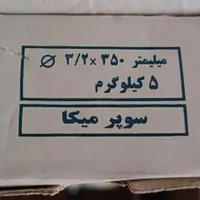 میلیمتر ۳۵۰ × ۳/۲ ⌀
۵ کیلوگرم
سوپر میکا